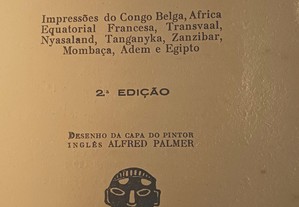 Impressões do Congo Belga, Africa
Equatorial Francesa, Transvaal,
Nyasaland, Tanganyka, Zanzibar,
Mombaça, Adem e Egipto
2.ª EDIÇÃO
DESENHO DA CAPA DO PINTOR
INGLÊS ALFRED PALMER